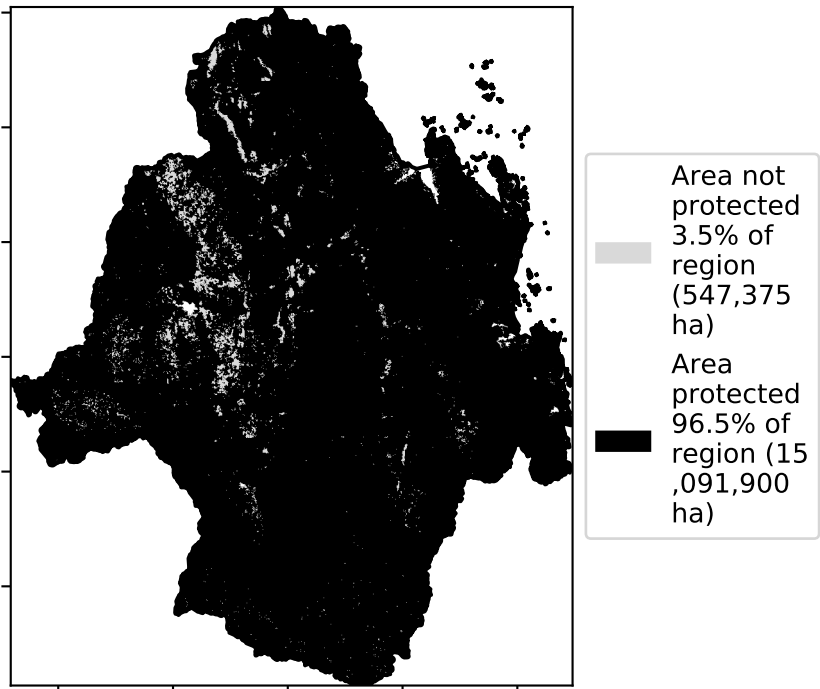 Area not
protected
3.5% of
region
(547,375
ha)
Area
protected
96.5% of
region (15
,091,900
ha)